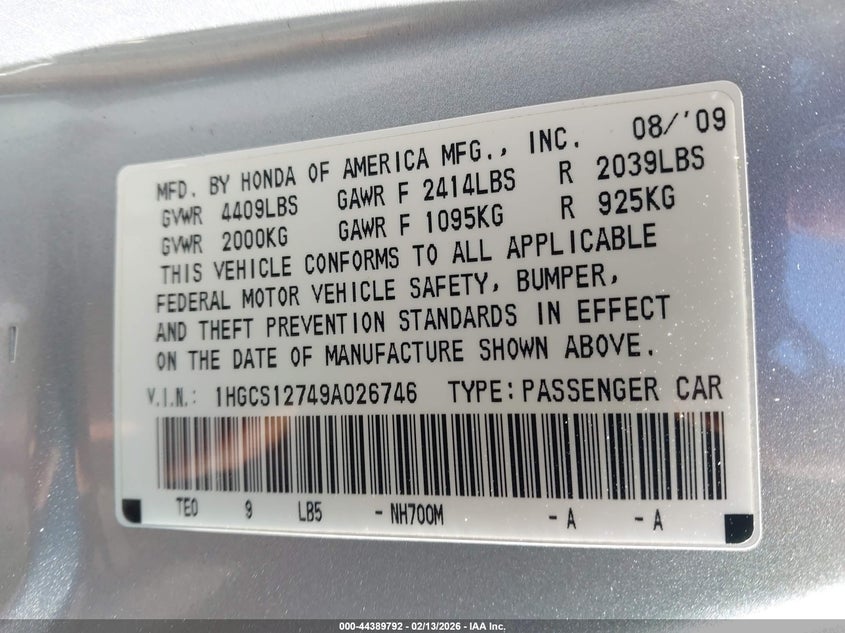 MFD. BY HONDA OF AMERICA MFG., INC. 08/'09
GVWR 4409LBS GAWR F 2414LBS R 2039LBS
GVWR 2000KG GAWR F 1095KG R 925KG
THIS VEHICLE CONFORMS TO ALL APPLICABLE
FEDERAL MOTOR VEHICLE SAFETY, BUMPER,
AND THEFT PREVENTION STANDARDS IN EFFECT
ON THE DATE OF MANUFACTURE SHOWN ABOVE.
V.I.N.: 1HGCS12749A026746 TYPE:PASSENGER CAR
TE0 9 LB5 -NH700M -A -A
000-44389792 - 02/13/2026 - IAA Inc.